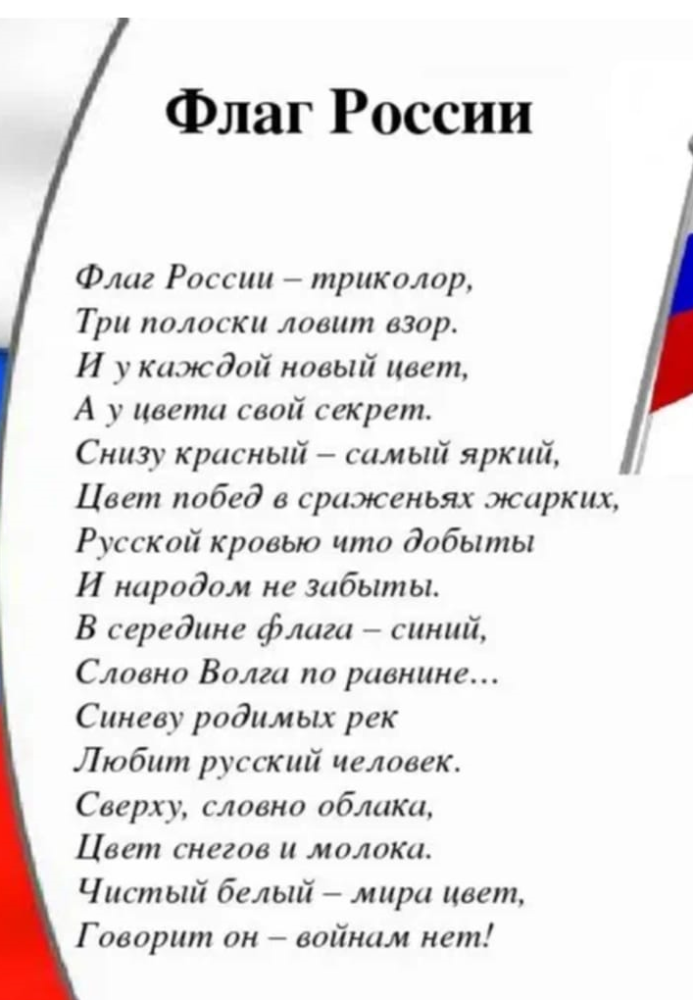 Флаг России
Флаг России – триколор,
Три полоски ловит взор.
И у каждой новый цвет,
А у цвета свой секрет.
Снизу красный – самый яркий,
Цвет побед в сраженьях жарких,
Русской кровью что добыты
И народом не забыты.
В середине флага – синий,
Словно Волга по равнине…
Синеву родимых рек
Любит русский человек.
Сверху, словно облака,
Цвет снегов и молока.
Чистый белый – мира цвет,
Говорит он – войнам нет!